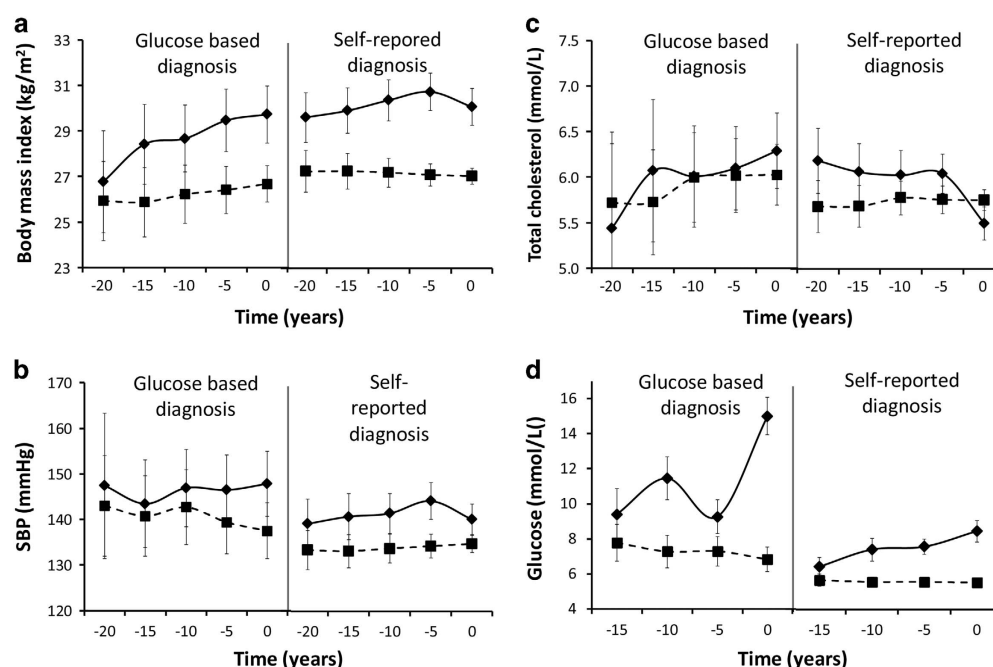 a
Body mass index (kg/m²)
33
31
29
27
25
23
Glucose based
diagnosis
Self-repored
diagnosis
-20 -15 -10 -5 0 -20 -15 -10 -5 0
Time (years)
c
Total cholesterol (mmol/L)
7.5
7.0
6.5
6.0
5.5
5.0
Glucose based
diagnosis
Self-reported
diagnosis
-20 -15 -10 -5 0 -20 -15 -10 -5 0
Time (years)
b
SBP (mmHg)
170
160
150
140
130
120
Glucose based
diagnosis
Self-
reported
diagnosis
-20 -15 -10 -5 0 -20 -15 -10 -5 0
Time (years)
d
Glucose (mmol/L()
16
14
12
10
8
6
4
Glucose based
diagnosis
Self-reported
diagnosis
-15 -10 -5 0 -15 -10 -5 0
Time (years)